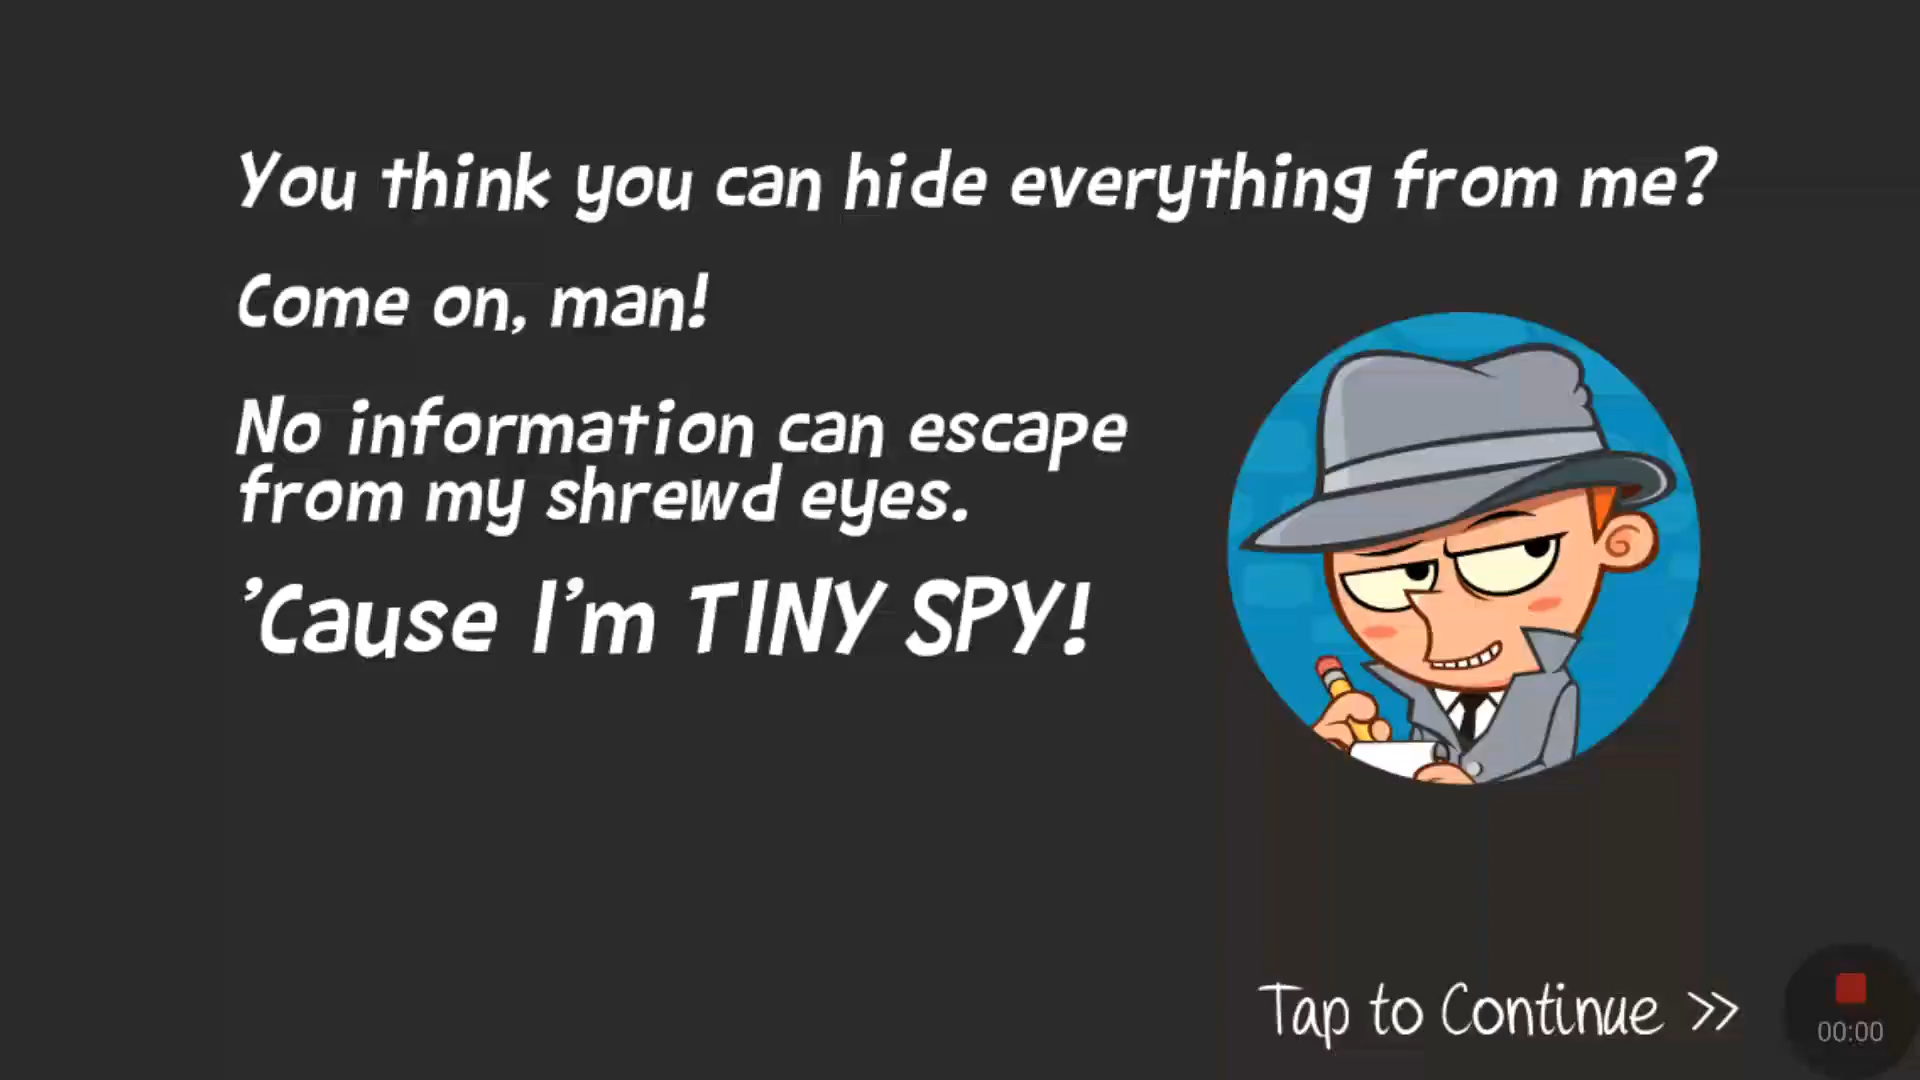 You think you can hide everything from me?
Come on, man!
No information can escape
from my shrewd eyes.
'Cause I'm TINY SPY!
Tap to Continue >>
00:00